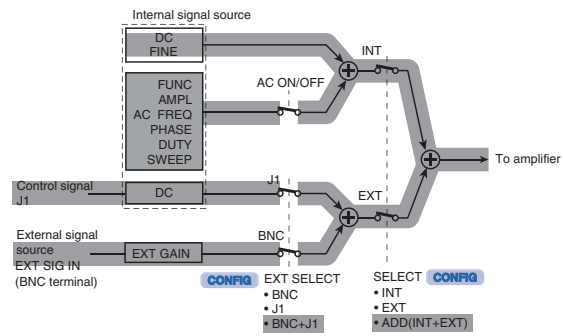 Internal signal source
DC
FINE
INT
FUNC
AMPL
AC FREQ
PHASE
DUTY
SWEEP
AC ON/OFF
To amplifier
Control signal
J1
DC
J1
EXT
External signal
source
EXT SIG IN
(BNC terminal)
EXT GAIN
BNC
CONFIG EXT SELECT
• BNC
• J1
• BNC+J1
SELECT CONFIG
• INT
• EXT
• ADD(INT+EXT)